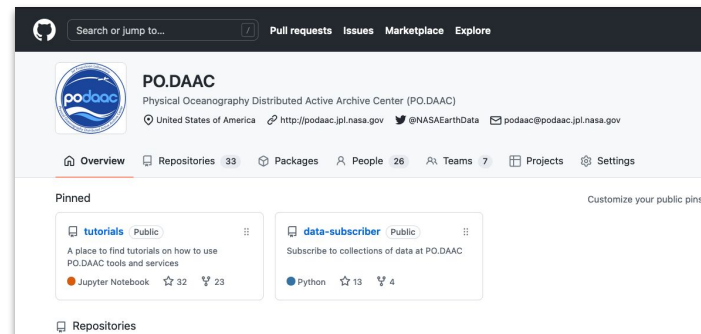 Search or jump to... / Pull requests Issues Marketplace Explore
podaac
PO.DAAC
Physical Oceanography Distributed Active Archive Center (PO.DAAC)
United States of America http://podaac.jpl.nasa.gov @NASAEarthData podaac@podaac.jpl.nasa.gov
Overview Repositories 33 Packages People 26 Teams 7 Projects Settings
Pinned Customize your public pins
tutorials Public
A place to find tutorials on how to use
PO.DAAC tools and services
Jupyter Notebook 32 23
data-subscriber Public
Subscribe to collections of data at PO.DAAC
Python 13 4
Repositories